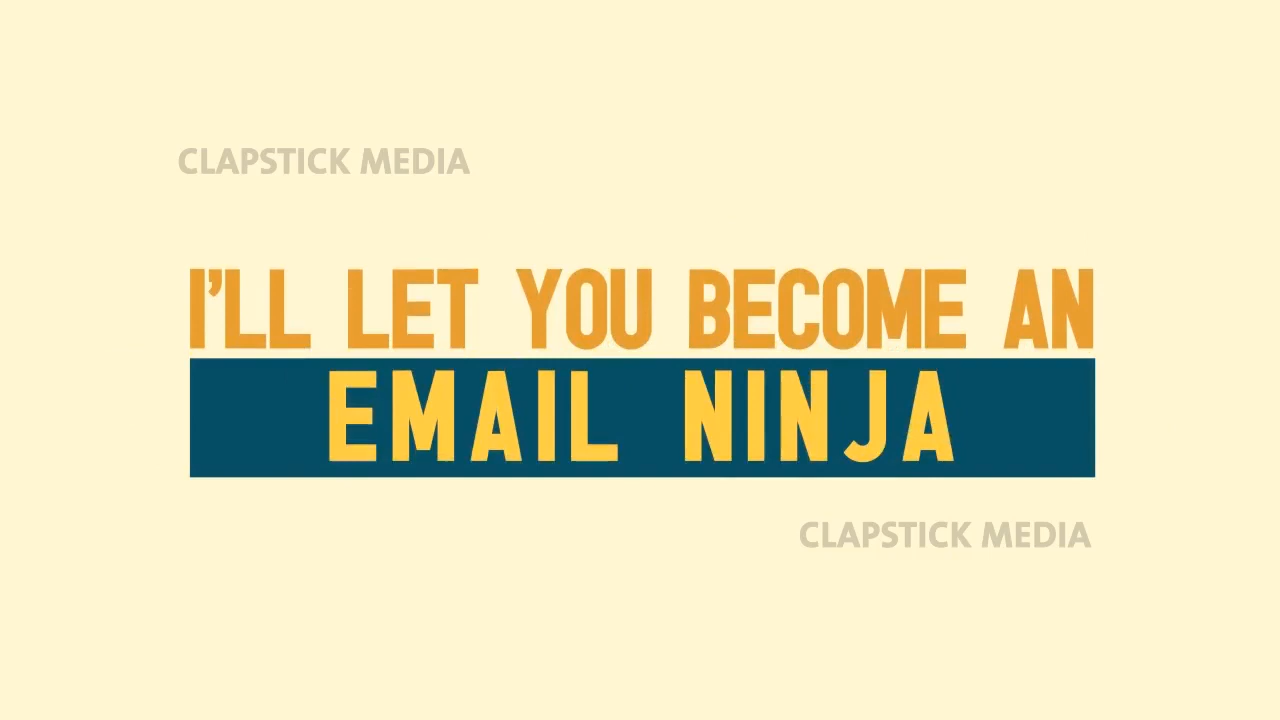 CLAPSTICK MEDIA
I'LL LET YOU BECOME AN
EMAIL NINJA
CLAPSTICK MEDIA